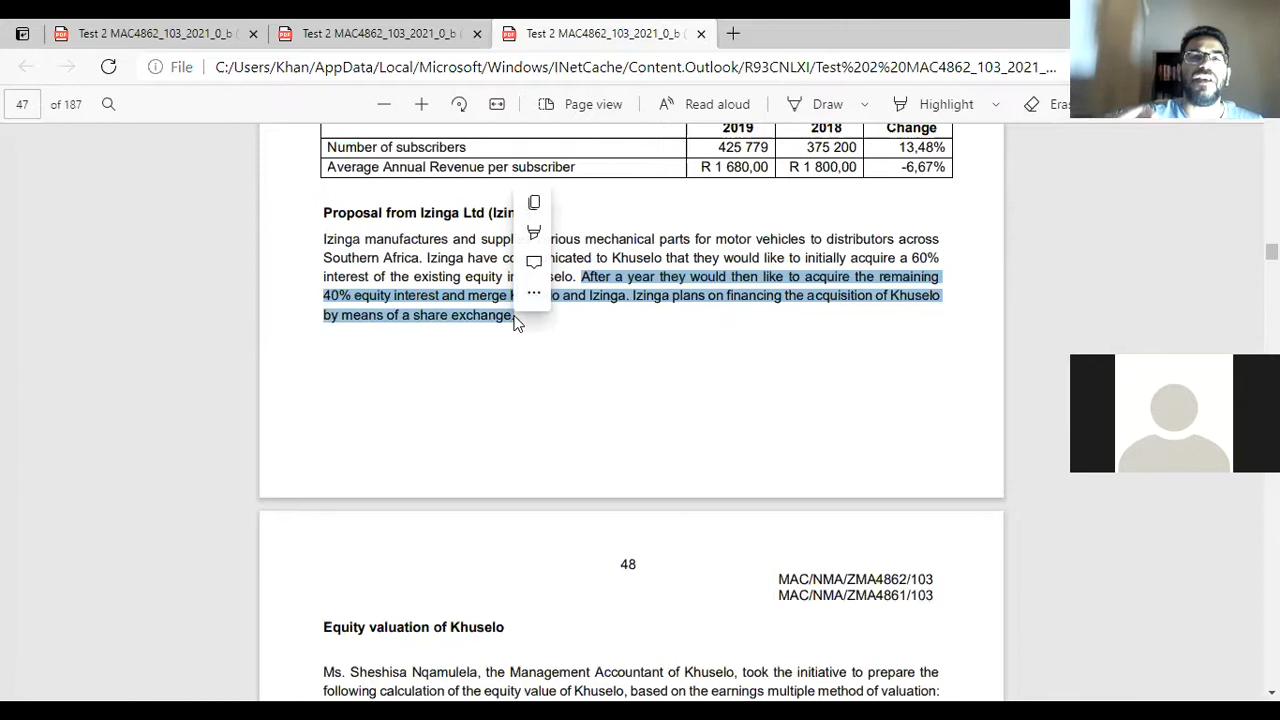 Test 2 MAC4862_103_2021_0_b ( Test 2 MAC4862_103_2021_0_b ( Test 2 MAC4862_103_2021_0_b (
File C:/Users/Khan/AppData/Local/Microsoft/Windows/INetCache/Content.Outlook/R93CNLXI/Test%202%20MAC4862_103_2021_...
47 of 187 Page view Read aloud Draw Highlight Eras
2019 2018 Change
Number of subscribers 425 779 375 200 13,48%
Average Annual Revenue per subscriber R 1 680,00 R 1 800,00 -6,67%
Proposal from Izinga Ltd (Izin
Izinga manufactures and suppl rious mechanical parts for motor vehicles to distributors across
Southern Africa. Izinga have co nicated to Khuselo that they would like to initially acquire a 60%
interest of the existing equity in selo. After a year they would then like to acquire the remaining
40% equity interest and merge K o and Izinga. Izinga plans on financing the acquisition of Khuselo
by means of a share exchange.
48
MAC/NMA/ZMA4862/103
MAC/NMA/ZMA4861/103
Equity valuation of Khuselo
Ms. Sheshisa Nqamulela, the Management Accountant of Khuselo, took the initiative to prepare the
following calculation of the equity value of Khuselo, based on the earnings multiple method of valuation: